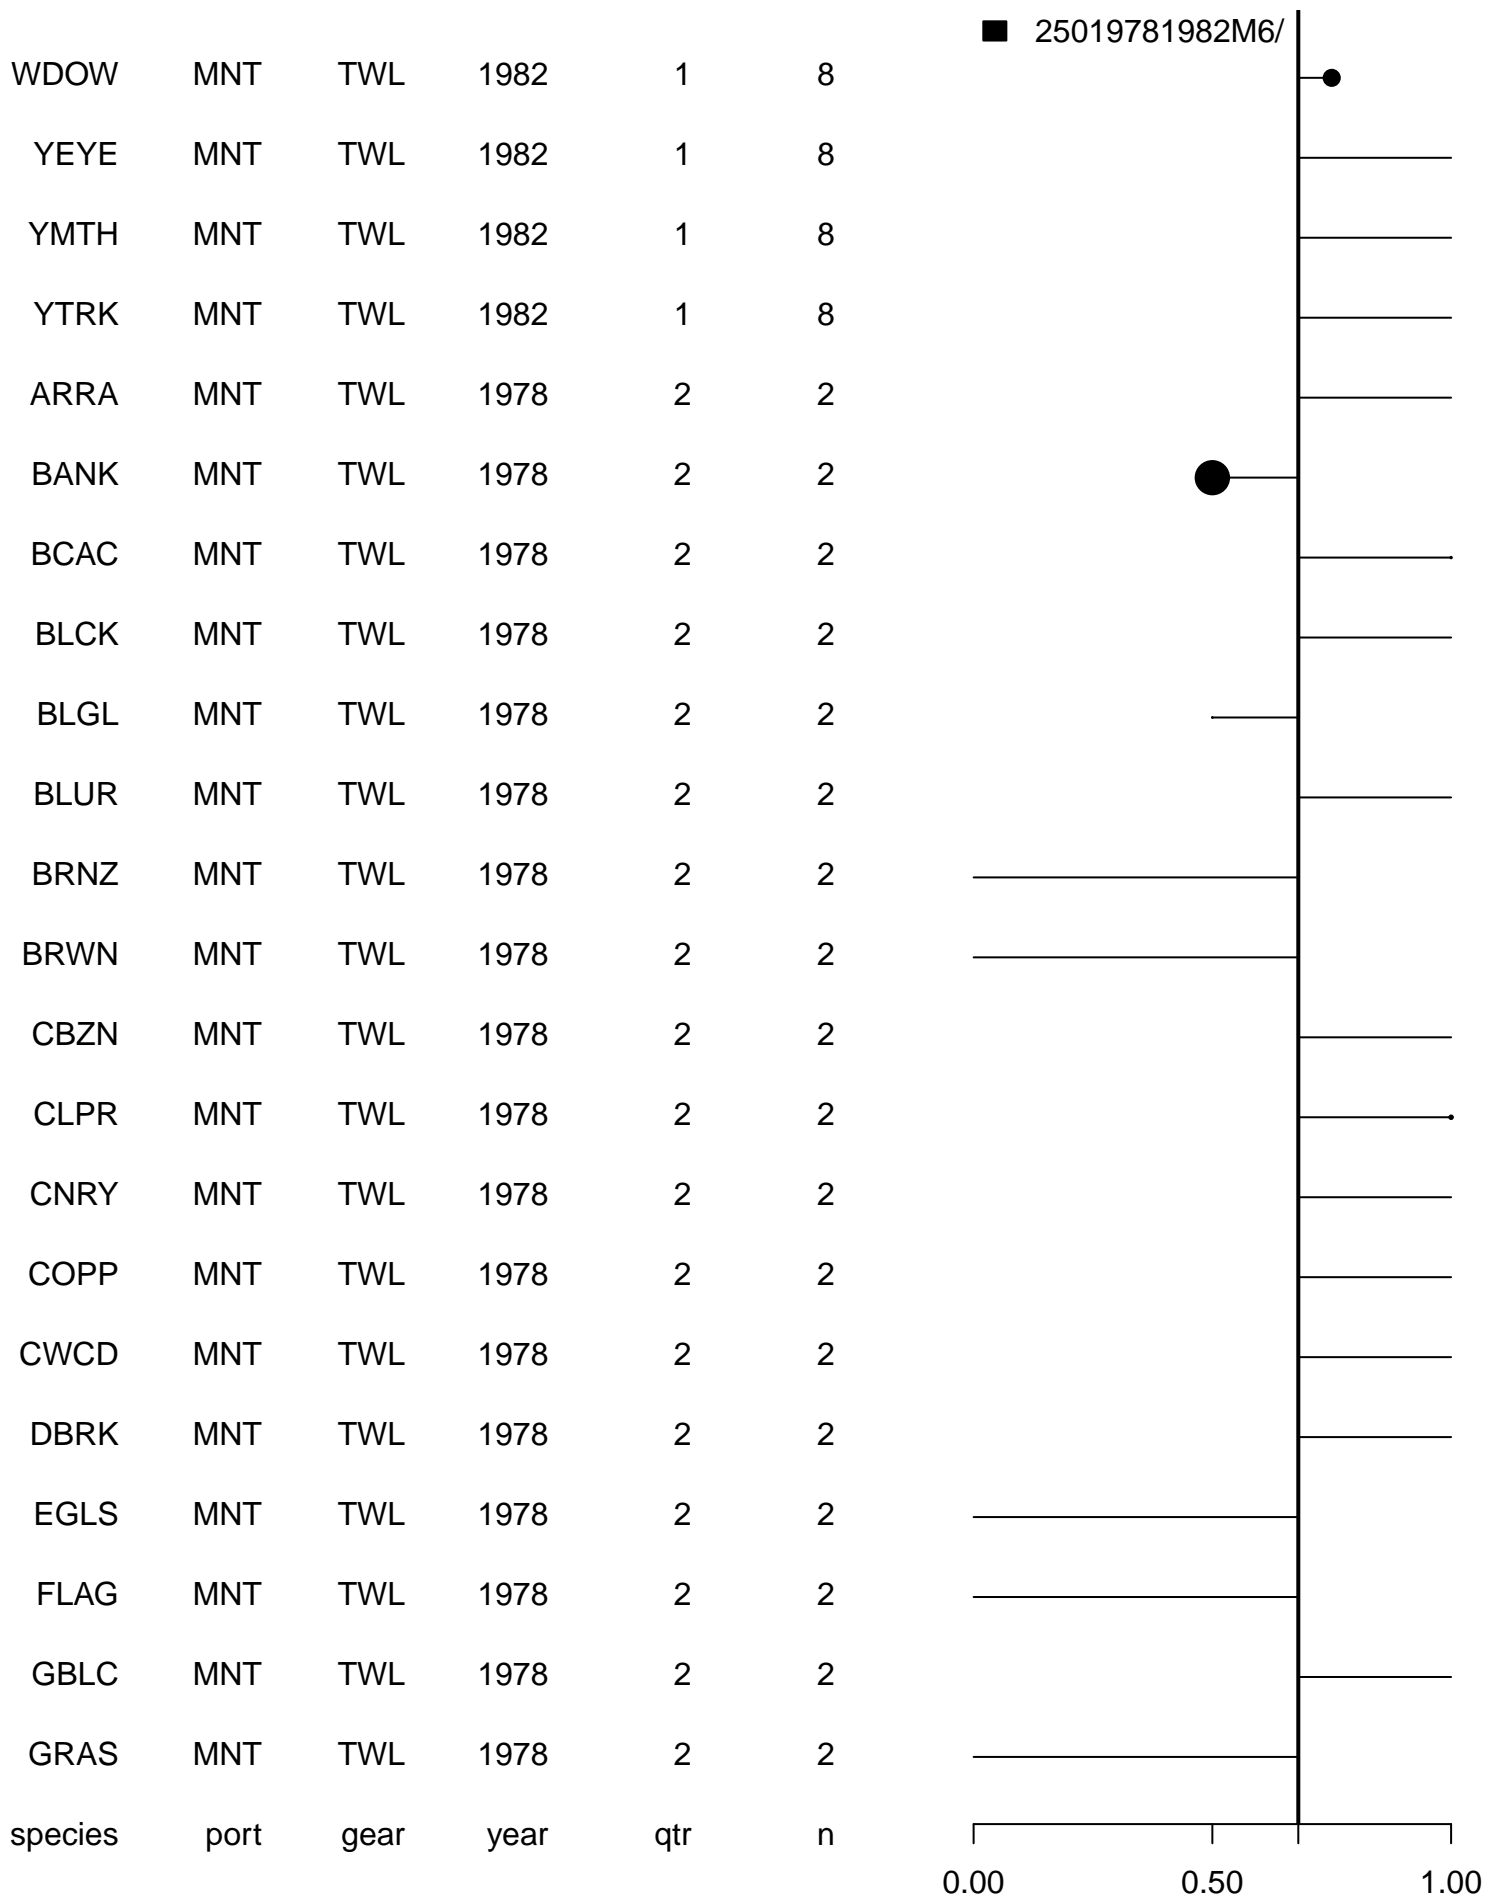 25019781982M6/
WDOW MNT TWL 1982 1 8
YEYE MNT TWL 1982 1 8
YMTH MNT TWL 1982 1 8
YTRK MNT TWL 1982 1 8
ARRA MNT TWL 1978 2 2
BANK MNT TWL 1978 2 2
BCAC MNT TWL 1978 2 2
BLCK MNT TWL 1978 2 2
BLGL MNT TWL 1978 2 2
BLUR MNT TWL 1978 2 2
BRNZ MNT TWL 1978 2 2
BRWN MNT TWL 1978 2 2
CBZN MNT TWL 1978 2 2
CLPR MNT TWL 1978 2 2
CNRY MNT TWL 1978 2 2
COPP MNT TWL 1978 2 2
CWCD MNT TWL 1978 2 2
DBRK MNT TWL 1978 2 2
EGLS MNT TWL 1978 2 2
FLAG MNT TWL 1978 2 2
GBLC MNT TWL 1978 2 2
GRAS MNT TWL 1978 2 2
species port gear year qtr n
0.00 0.50 1.00